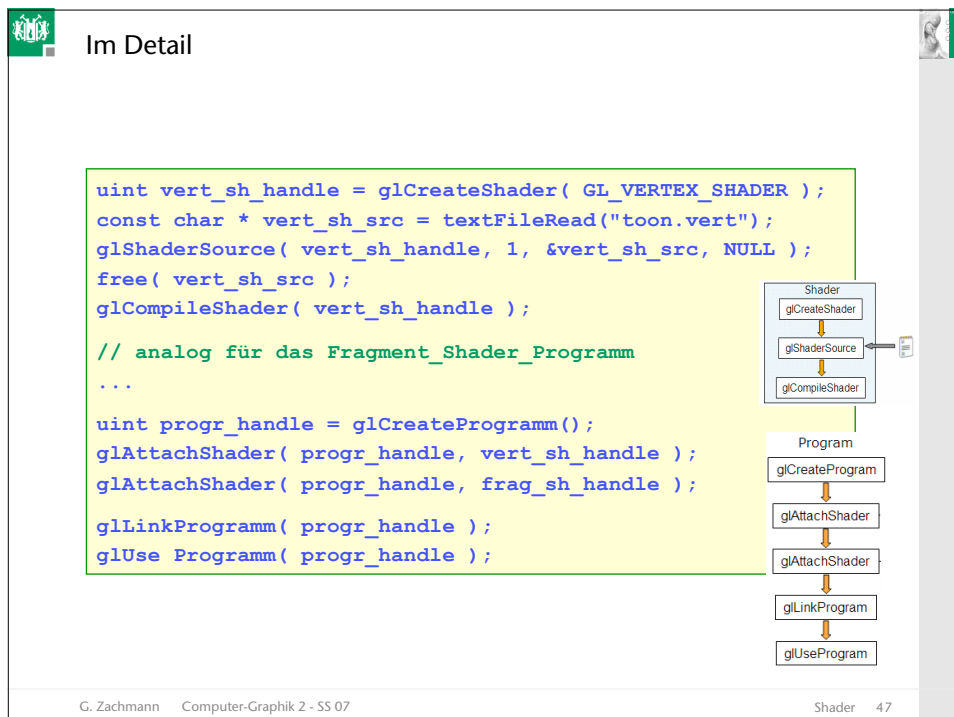 Im Detail
uint vert_sh_handle = glCreateShader( GL_VERTEX_SHADER );
const char * vert_sh_src = textFileRead("toon.vert");
glShaderSource( vert_sh_handle, 1, &vert_sh_src, NULL );
free( vert_sh_src );
glCompileShader( vert_sh_handle );
// analog für das Fragment_Shader_Programm
...
uint progr_handle = glCreateProgramm();
glAttachShader( progr_handle, vert_sh_handle );
glAttachShader( progr_handle, frag_sh_handle );
glLinkProgramm( progr_handle );
glUse Programm( progr_handle );
Shader
glCreateShader
glShaderSource
glCompileShader
Program
glCreateProgram
glAttachShader
glAttachShader
glLinkProgram
glUseProgram
G. Zachmann Computer-Graphik 2 - SS 07
Shader 47